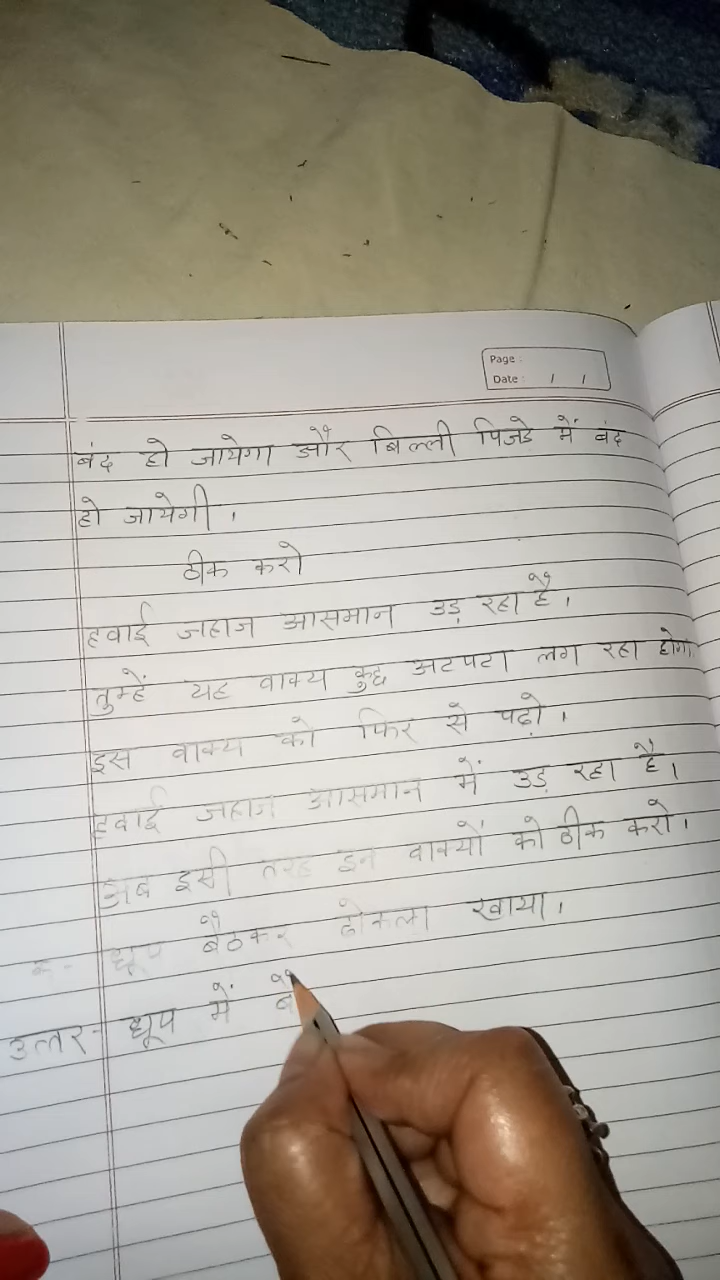 Page :
Date : / /
बंद हो जायेगा और बिल्ली पिजडे में बंद
हो जायेगी ।
ठीक करो
हवाई जहाज आसमान उड़ रहा है ।
तुम्हें यह वाक्य कुछ अटपटा लग रहा होगा
इस वाक्य को फिर से पढ़ो ।
हवाई जहाज आसमान में उड़ रहा है ।
अब इसी तरह इन वाक्यों को ठीक करो ।
क - धूप बैठकर ढोकला खाया ।
उत्तर - धूप में बै